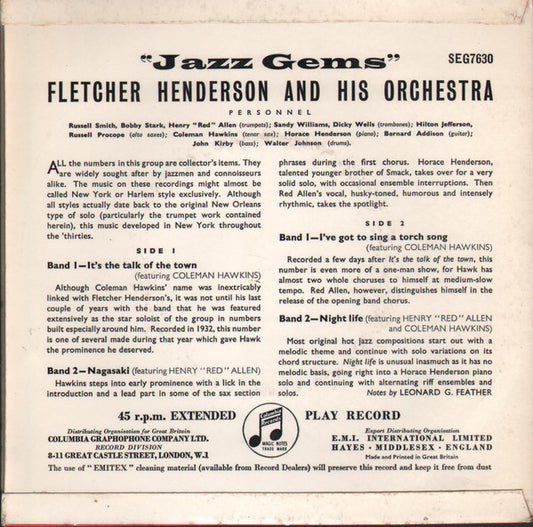 "Jazz Gems"
SEG7630
FLETCHER HENDERSON AND HIS ORCHESTRA
PERSONNEL
Russell Smith, Bobby Stark, Henry "Red" Allen (trumpets); Sandy Williams, Dicky Wells (trombones); Hilton Jefferson,
Russell Procope (alto saxes); Coleman Hawkins (tenor sax); Horace Henderson (piano); Bernard Addison (guitar);
John Kirby (bass); Walter Johnson (drums).
ALL the numbers in this group are collector's items. They
are widely sought after by jazzmen and connoisseurs
alike. The music on these recordings might almost be
called New York or Harlem style exclusively. Although
all styles actually date back to the original New Orleans
type of solo (particularly the trumpet work contained
herein), this music developed in New York throughout
the 'thirties.
SIDE 1
Band 1—It's the talk of the town
(featuring COLEMAN HAWKINS)
Although Coleman Hawkins' name was inextricably
linked with Fletcher Henderson's, it was not until his last
couple of years with the band that he was featured
extensively as the star soloist of the group in numbers
built especially around him. Recorded in 1932, this number
is one of several made during that year which gave Hawk
the prominence he deserved.
Band 2—Nagasaki (featuring HENRY "RED" ALLEN)
Hawkins steps into early prominence with a lick in the
introduction and a lead part in some of the sax section
phrases during the first chorus. Horace Henderson,
talented younger brother of Smack, takes over for a very
solid solo, with occasional ensemble interruptions. Then
Red Allen's vocal, husky-toned, humorous and intensely
rhythmic, takes the spotlight.
SIDE 2
Band 1—I've got to sing a torch song
(featuring COLEMAN HAWKINS)
Recorded a few days after It's the talk of the town, this
number is even more of a one-man show, for Hawk has
almost two whole choruses to himself at medium-slow
tempo. Red Allen, however, distinguishes himself in the
release of the opening band chorus.
Band 2—Night life (featuring HENRY "RED" ALLEN
and COLEMAN HAWKINS)
Most original hot jazz compositions start out with a
melodic theme and continue with solo variations on its
chord structure. Night life is unusual inasmuch as it has no
melodic basis, going right into a Horace Henderson piano
solo and continuing with alternating riff ensembles and
solos.
Notes by LEONARD G. FEATHER
45 r.p.m. EXTENDED PLAY RECORD
Distributing Organisation for Great Britain
COLUMBIA GRAPHOPHONE COMPANY LTD.
RECORD DIVISION
8-11 GREAT CASTLE STREET, LONDON, W.1
Columbia
MAGIC NOTES
TRADE MARK
Export Distributing Organisation
E.M.I. INTERNATIONAL LIMITED
HAYES · MIDDLESEX · ENGLAND
Made and Printed in Great Britain
The use of "EMITEX" cleaning material (available from Record Dealers) will preserve this record and keep it free from dust